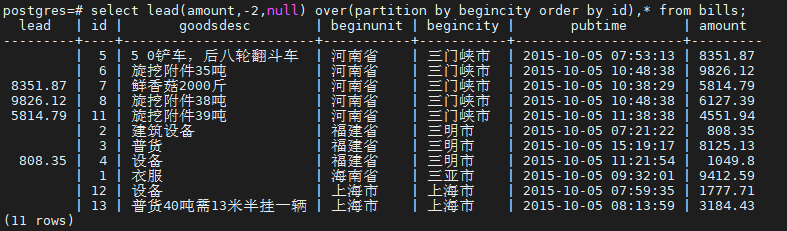 postgres=# select lead(amount,-2,null) over(partition by begincity order by id),* from bills;
  lead   | id |       goodsdesc        | beginunit | begincity |       pubtime       | amount
---------+----+------------------------+-----------+-----------+---------------------+---------
         |  5 | 5 0铲车，后八轮翻斗车  | 河南省    | 三门峡市  | 2015-10-05 07:53:13 | 8351.87
         |  6 | 旋挖附件35吨           | 河南省    | 三门峡市  | 2015-10-05 10:48:38 | 9826.12
 8351.87 |  7 | 鲜香菇2000斤           | 河南省    | 三门峡市  | 2015-10-05 10:38:29 | 5814.79
 9826.12 |  8 | 旋挖附件38吨           | 河南省    | 三门峡市  | 2015-10-05 10:48:38 | 6127.39
 5814.79 | 11 | 旋挖附件39吨           | 河南省    | 三门峡市  | 2015-10-05 11:38:38 | 4551.94
         |  2 | 建筑设备               | 福建省    | 三明市    | 2015-10-05 07:21:22 |  808.35
         |  3 | 普货                   | 福建省    | 三明市    | 2015-10-05 15:19:17 | 8125.13
  808.35 |  4 | 设备                   | 福建省    | 三明市    | 2015-10-05 11:21:54 |  1049.8
         |  1 | 衣服                   | 海南省    | 三亚市    | 2015-10-05 09:32:01 | 9412.59
         | 12 | 设备                   | 上海市    | 上海市    | 2015-10-05 07:59:35 | 1777.71
         | 13 | 普货40吨需13米半挂一辆 | 上海市    | 上海市    | 2015-10-05 08:13:59 | 3184.43
(11 rows)